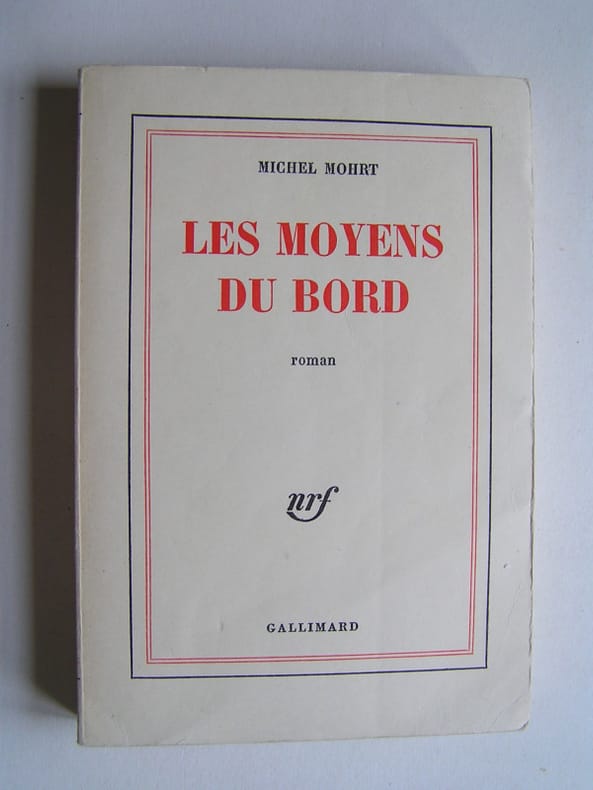 MICHEL MOHRT
LES MOYENS
DU BORD
roman
nrf
GALLIMARD